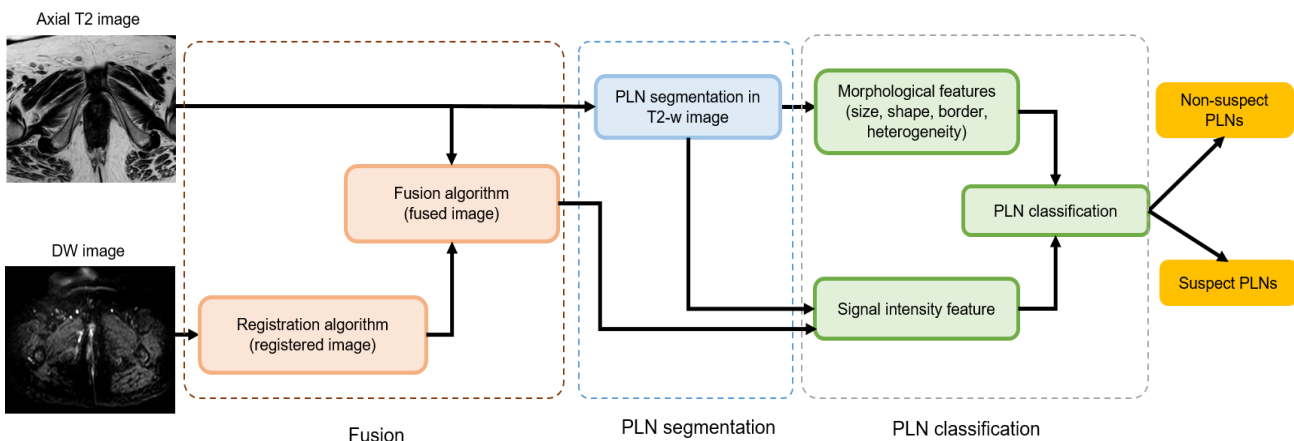 Axial T2 image
DW image
Registration algorithm
(registered image)
Fusion algorithm
(fused image)
Fusion
PLN segmentation in
T2-w image
PLN segmentation
Morphological features
(size, shape, border,
heterogeneity)
PLN classification
Signal intensity feature
PLN classification
Non-suspect
PLNs
Suspect PLNs